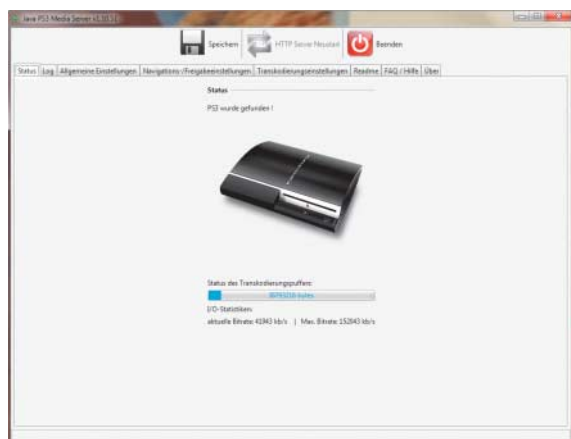 Java PS3 Media Server
Speichern HTTP Server Neustart Beenden
Status Log Allgemeine Einstellungen Navigations-/Freigabeeinstellungen Transkodierungseinstellungen Readme FAQ / Hilfe Über
Status
PS3 wurde gefunden !
Status des Transkodierungspuffers:
bytes
I/O-Statistiken:
aktuelle Bitrate: 41943 kb/s | Max. Bitrate: 152843 kb/s